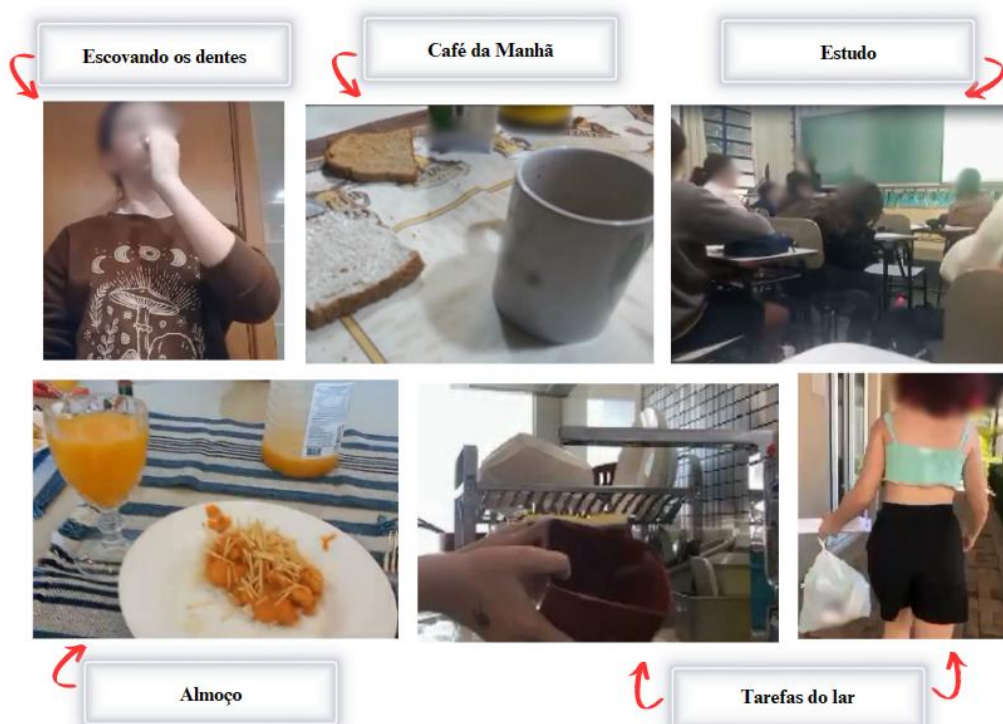 Escovando os dentes
Café da Manhã
Estudo
Almoço
Tarefas do lar